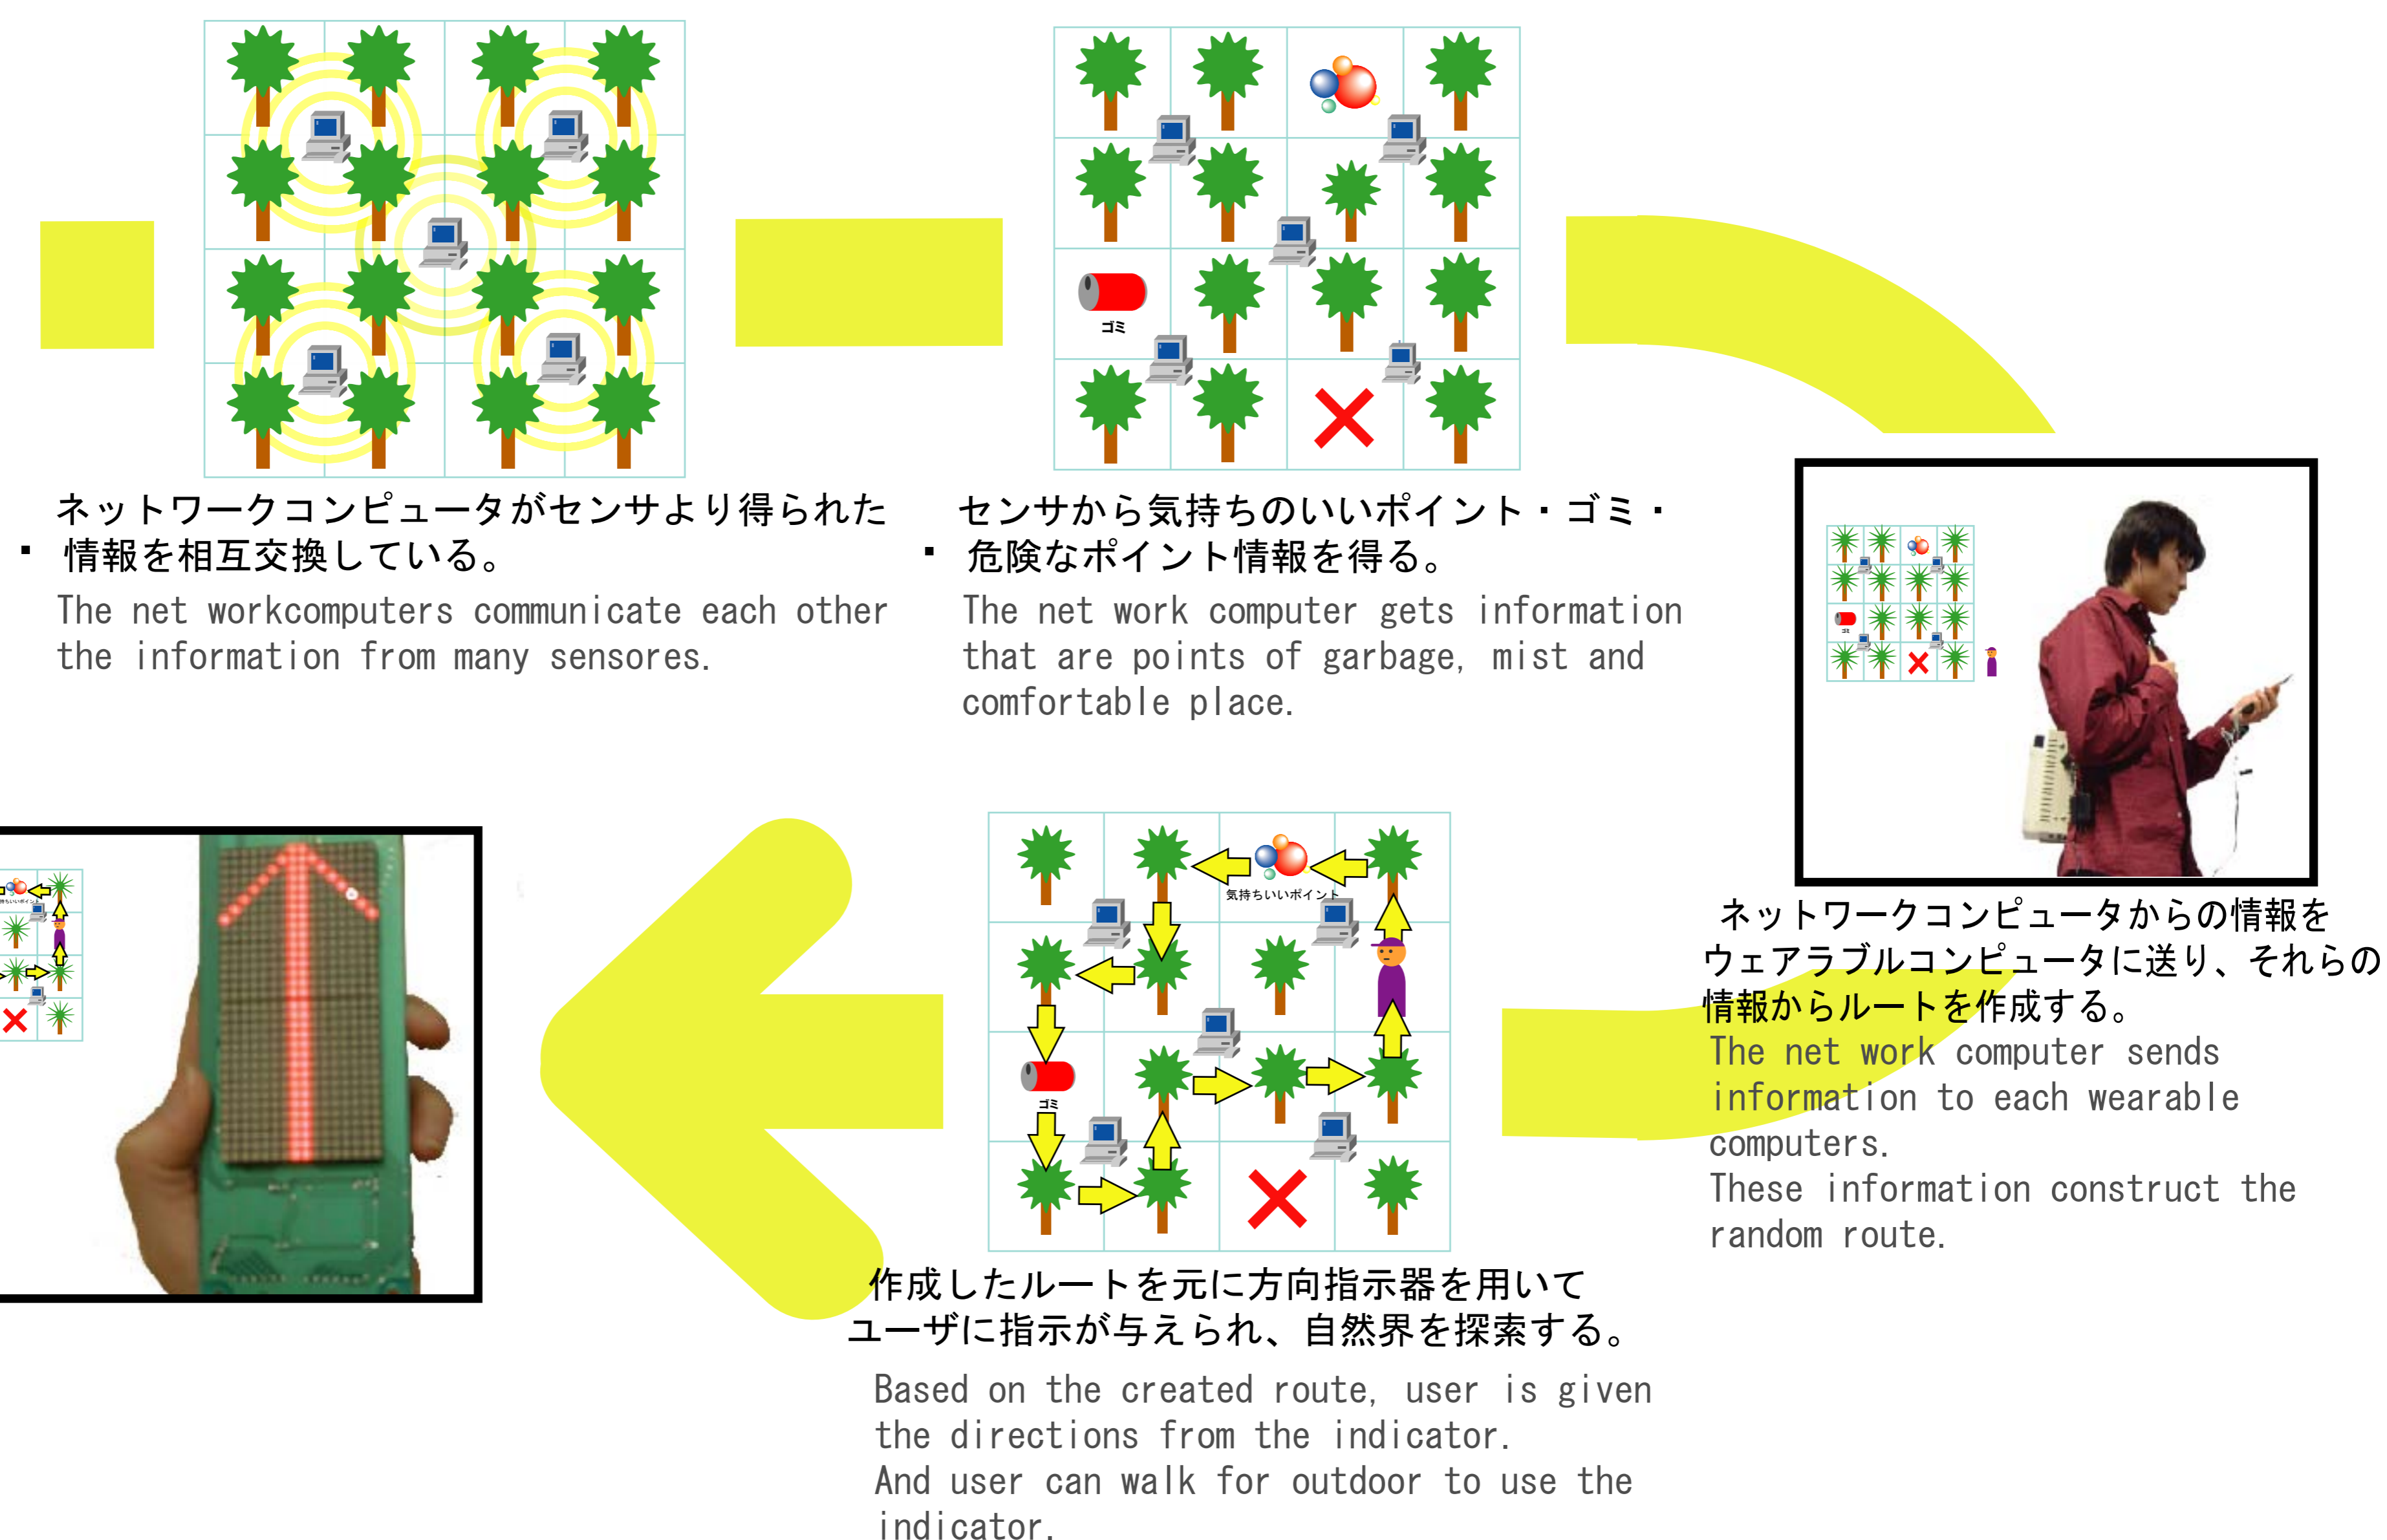 ゴミ
ネットワークコンピュータがセンサより得られた
・ 情報を相互交換している。
The net workcomputers communicate each other
the information from many sensores.
センサから気持ちのいいポイント・ゴミ・
・ 危険なポイント情報を得る。
The net work computer gets information
that are points of garbage, mist and
comfortable place.
ゴミ
ネットワークコンピュータからの情報を
ウェアラブルコンピュータに送り、それらの
情報からルートを作成する。
The net work computer sends
information to each wearable
computers.
These information construct the
random route.
気持ちいいポイント
ゴミ
作成したルートを元に方向指示器を用いて
ユーザに指示が与えられ、自然界を探索する。
Based on the created route, user is given
the directions from the indicator.
And user can walk for outdoor to use the
indicator.